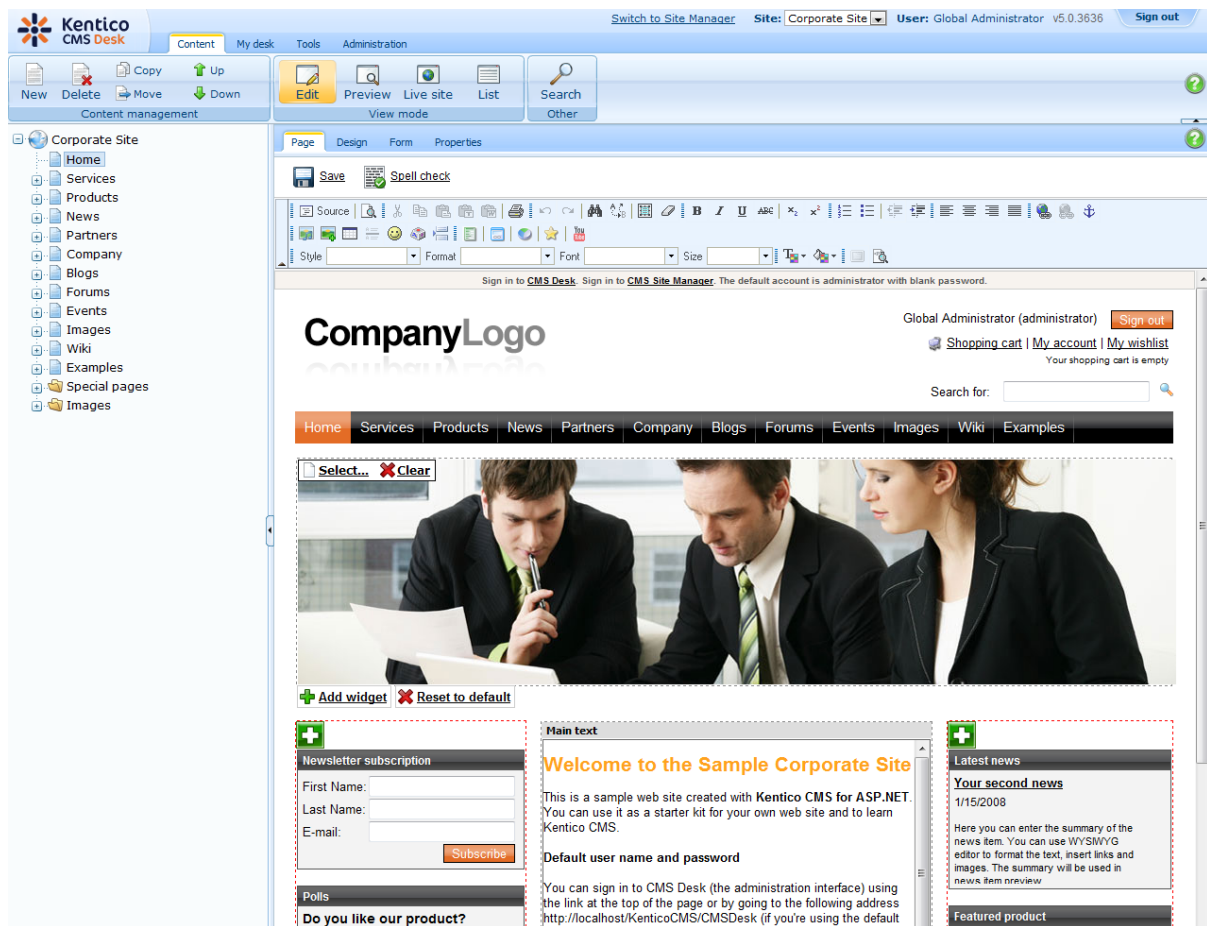 Kentico
CMS Desk
Switch to Site Manager Site: Corporate Site User: Global Administrator v5.0.3636 Sign out
Content My desk Tools Administration
New Delete Copy Move Up Down
Content management
Edit Preview Live site List
View mode
Search
Other
Corporate Site
Home
Services
Products
News
Partners
Company
Blogs
Forums
Events
Images
Wiki
Examples
Special pages
Images
Page Design Form Properties
Save Spell check
Source B I U ABC x₂ x²
Style Format Font Size
Sign in to CMS Desk. Sign in to CMS Site Manager. The default account is administrator with blank password.
CompanyLogo
Global Administrator (administrator) Sign out
Shopping cart | My account | My wishlist
Your shopping cart is empty
Search for:
Home Services Products News Partners Company Blogs Forums Events Images Wiki Examples
Select... Clear
Add widget Reset to default
Newsletter subscription
First Name:
Last Name:
E-mail:
Subscribe
Polls
Do you like our product?
Main text
Welcome to the Sample Corporate Site
This is a sample web site created with Kentico CMS for ASP.NET.
You can use it as a starter kit for your own web site and to learn
Kentico CMS.
Default user name and password
You can sign in to CMS Desk (the administration interface) using
the link at the top of the page or by going to the following address
http://localhost/KenticoCMS/CMSDesk (if you're using the default
Latest news
Your second news
1/15/2008
Here you can enter the summary of the
news item. You can use WYSIWYG
editor to format the text, insert links and
images. The summary will be used in
news item preview
Featured product